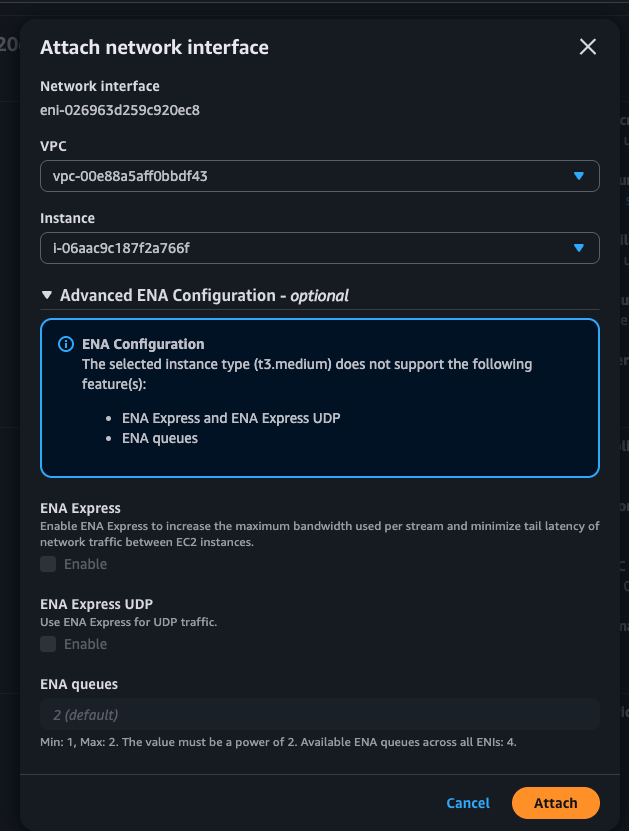 Attach network interface
Network interface
eni-026963d259c920ec8
VPC
vpc-00e88a5aff0bbdf43
Instance
i-06aac9c187f2a766f
Advanced ENA Configuration - optional
ENA Configuration
The selected instance type (t3.medium) does not support the following
feature(s):
• ENA Express and ENA Express UDP
• ENA queues
ENA Express
Enable ENA Express to increase the maximum bandwidth used per stream and minimize tail latency of
network traffic between EC2 instances.
Enable
ENA Express UDP
Use ENA Express for UDP traffic.
Enable
ENA queues
2 (default)
Min: 1, Max: 2. The value must be a power of 2. Available ENA queues across all ENIs: 4.
Cancel
Attach